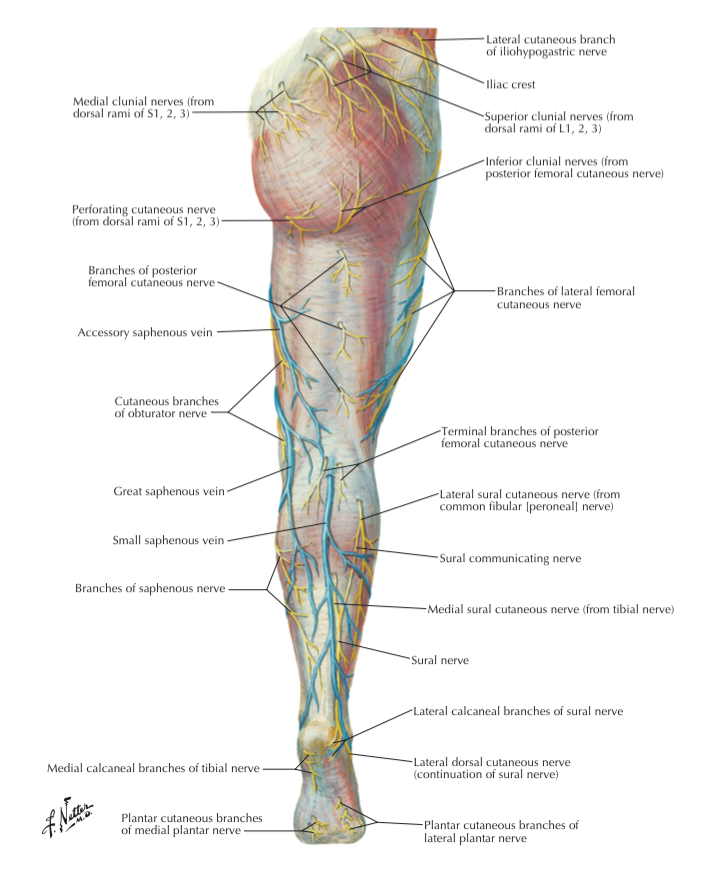 Lateral cutaneous branch
of iliohypogastric nerve
Iliac crest
Medial clunial nerves (from
dorsal rami of S1, 2, 3)
Superior clunial nerves (from
dorsal rami of L1, 2, 3)
Inferior clunial nerves (from
posterior femoral cutaneous nerve)
Perforating cutaneous nerve
(from dorsal rami of S1, 2, 3)
Branches of posterior
femoral cutaneous nerve
Branches of lateral femoral
cutaneous nerve
Accessory saphenous vein
Cutaneous branches
of obturator nerve
Terminal branches of posterior
femoral cutaneous nerve
Great saphenous vein
Lateral sural cutaneous nerve (from
common fibular [peroneal] nerve)
Small saphenous vein
Sural communicating nerve
Branches of saphenous nerve
Medial sural cutaneous nerve (from tibial nerve)
Sural nerve
Lateral calcaneal branches of sural nerve
Medial calcaneal branches of tibial nerve
Lateral dorsal cutaneous nerve
(continuation of sural nerve)
Plantar cutaneous branches
of medial plantar nerve
Plantar cutaneous branches of
lateral plantar nerve
F. Netter
M.D.